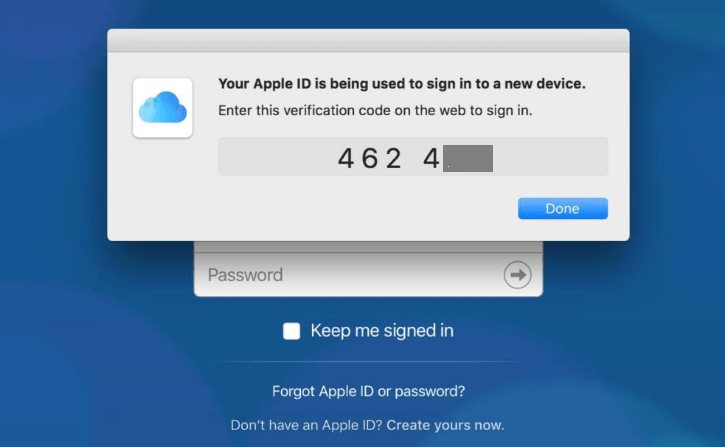 Your Apple ID is being used to sign in to a new device.
Enter this verification code on the web to sign in.
462 4
Done
Password
Keep me signed in
Forgot Apple ID or password?
Don't have an Apple ID? Create yours now.